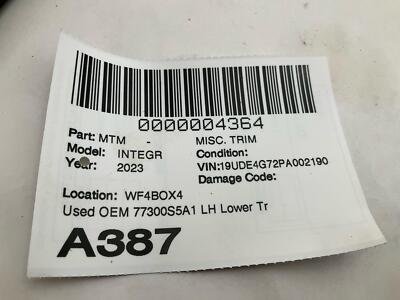 0000004364
Part: MTM - MISC. TRIM
Model: INTEGR Condition:
Year: 2023 VIN:19UDE4G72PA002190
Damage Code:
Location: WF4BOX4
Used OEM 77300S5A1 LH Lower Tr
A387